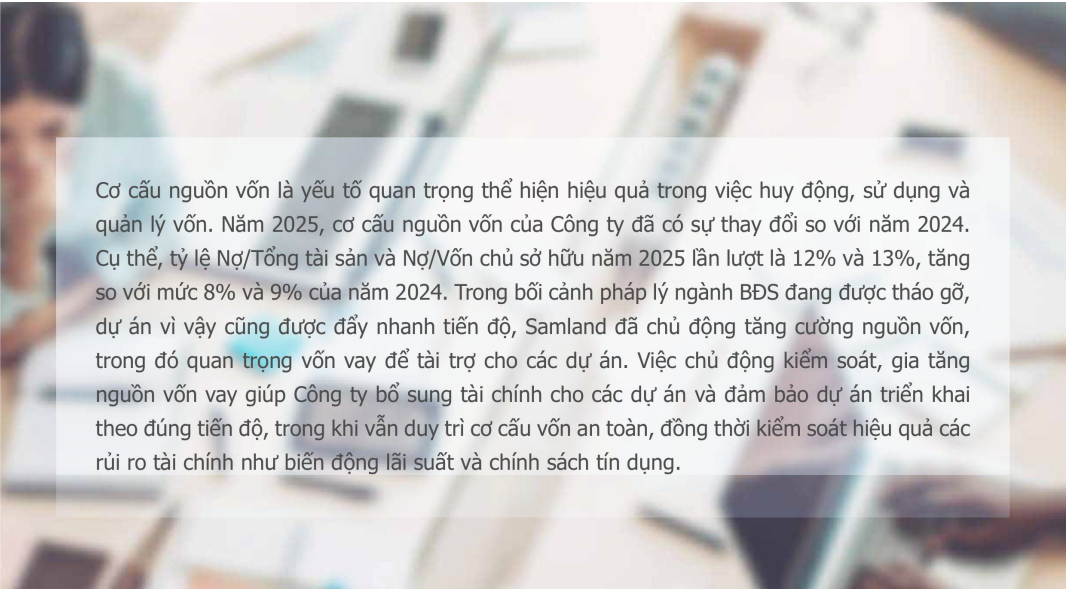 Cơ cấu nguồn vốn là yếu tố quan trọng thể hiện hiệu quả trong việc huy động, sử dụng và
quản lý vốn. Năm 2025, cơ cấu nguồn vốn của Công ty đã có sự thay đổi so với năm 2024.
Cụ thể, tỷ lệ Nợ/Tổng tài sản và Nợ/Vốn chủ sở hữu năm 2025 lần lượt là 12% và 13%, tăng
so với mức 8% và 9% của năm 2024. Trong bối cảnh pháp lý ngành BĐS đang được tháo gỡ,
dự án vì vậy cũng được đẩy nhanh tiến độ, Samland đã chủ động tăng cường nguồn vốn,
trong đó quan trọng vốn vay để tài trợ cho các dự án. Việc chủ động kiểm soát, gia tăng
nguồn vốn vay giúp Công ty bổ sung tài chính cho các dự án và đảm bảo dự án triển khai
theo đúng tiến độ, trong khi vẫn duy trì cơ cấu vốn an toàn, đồng thời kiểm soát hiệu quả các
rủi ro tài chính như biến động lãi suất và chính sách tín dụng.